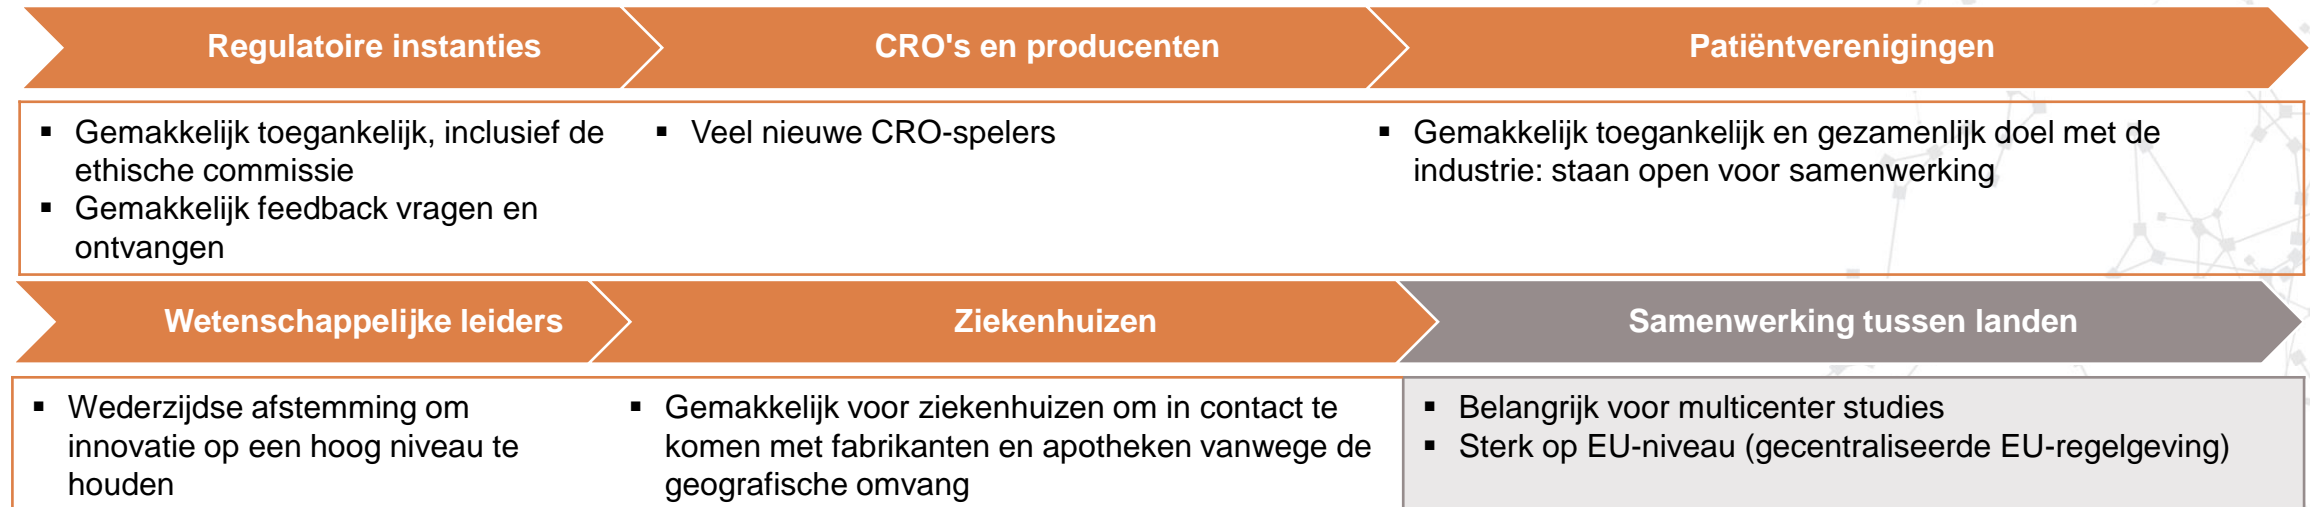 Regulatoire instanties
CRO's en producenten
Patiëntverenigingen
▪ Gemakkelijk toegankelijk, inclusief de
ethische commissie
▪ Gemakkelijk feedback vragen en
ontvangen
▪ Veel nieuwe CRO-spelers
▪ Gemakkelijk toegankelijk en gezamenlijk doel met de
industrie: staan open voor samenwerking
Wetenschappelijke leiders
Ziekenhuizen
Samenwerking tussen landen
▪ Wederzijdse afstemming om
innovatie op een hoog niveau te
houden
▪ Gemakkelijk voor ziekenhuizen om in contact te
komen met fabrikanten en apotheken vanwege de
geografische omvang
▪ Belangrijk voor multicenter studies
▪ Sterk op EU-niveau (gecentraliseerde EU-regelgeving)